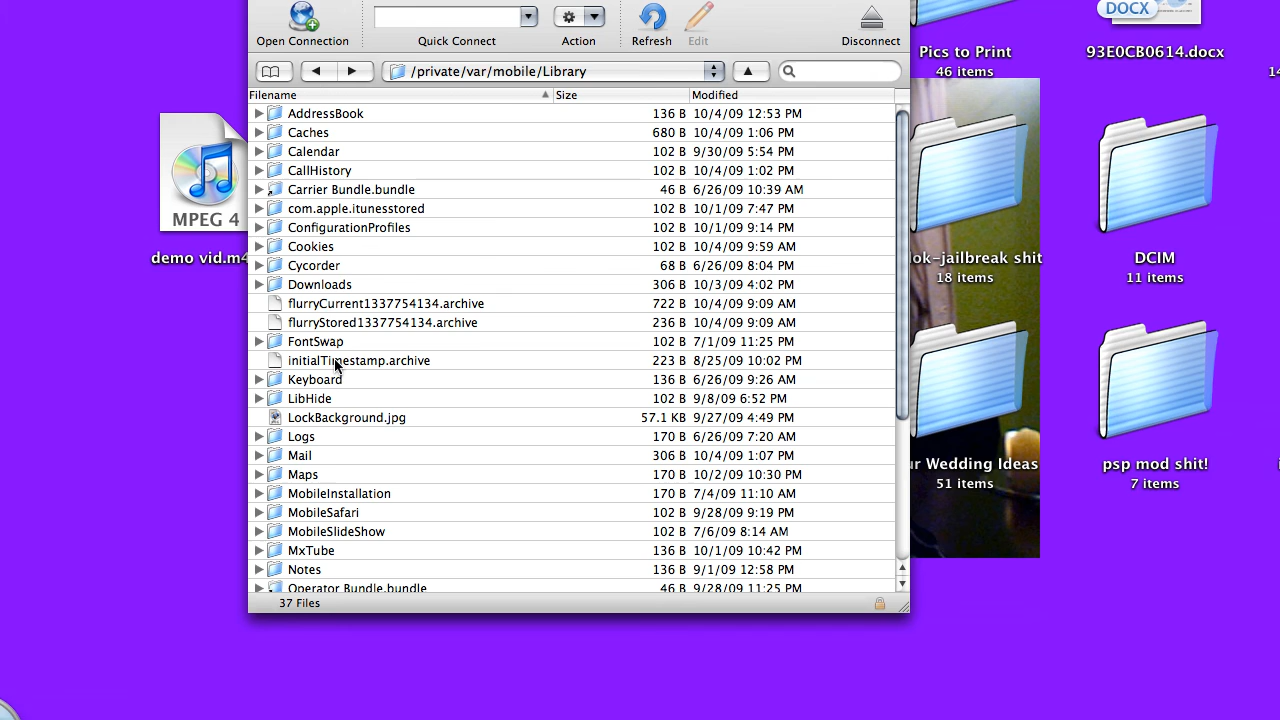 Open Connection
Quick Connect
Action
Refresh
Edit
Disconnect
/private/var/mobile/Library
Filename Size Modified
AddressBook 136 B 10/4/09 12:53 PM
Caches 680 B 10/4/09 1:06 PM
Calendar 102 B 9/30/09 5:54 PM
CallHistory 102 B 10/4/09 1:02 PM
Carrier Bundle.bundle 46 B 6/26/09 10:39 AM
com.apple.itunesstored 102 B 10/1/09 7:47 PM
ConfigurationProfiles 102 B 10/1/09 9:14 PM
Cookies 102 B 10/4/09 9:59 AM
Cycorder 68 B 6/26/09 8:04 PM
Downloads 306 B 10/3/09 4:02 PM
flurryCurrent1337754134.archive 722 B 10/4/09 9:09 AM
flurryStored1337754134.archive 236 B 10/4/09 9:09 AM
FontSwap 102 B 7/1/09 11:25 PM
initialTimestamp.archive 223 B 8/25/09 10:02 PM
Keyboard 136 B 6/26/09 9:26 AM
LibHide 102 B 9/8/09 6:52 PM
LockBackground.jpg 57.1 KB 9/27/09 4:49 PM
Logs 170 B 6/26/09 7:20 AM
Mail 306 B 10/4/09 1:07 PM
Maps 170 B 10/2/09 10:30 PM
MobileInstallation 170 B 7/4/09 11:10 AM
MobileSafari 102 B 9/28/09 9:19 PM
MobileSlideShow 102 B 7/6/09 8:14 AM
MxTube 136 B 10/1/09 10:42 PM
Notes 136 B 9/1/09 12:58 PM
Operator Bundle.bundle 46 B 9/28/09 11:25 PM
37 Files
MPEG 4
demo vid.m4
Pics to Print
46 items
DOCX
93E0CB0614.docx
14
lok-jailbreak shit
18 items
DCIM
11 items
ur Wedding Ideas
51 items
psp mod shit!
7 items